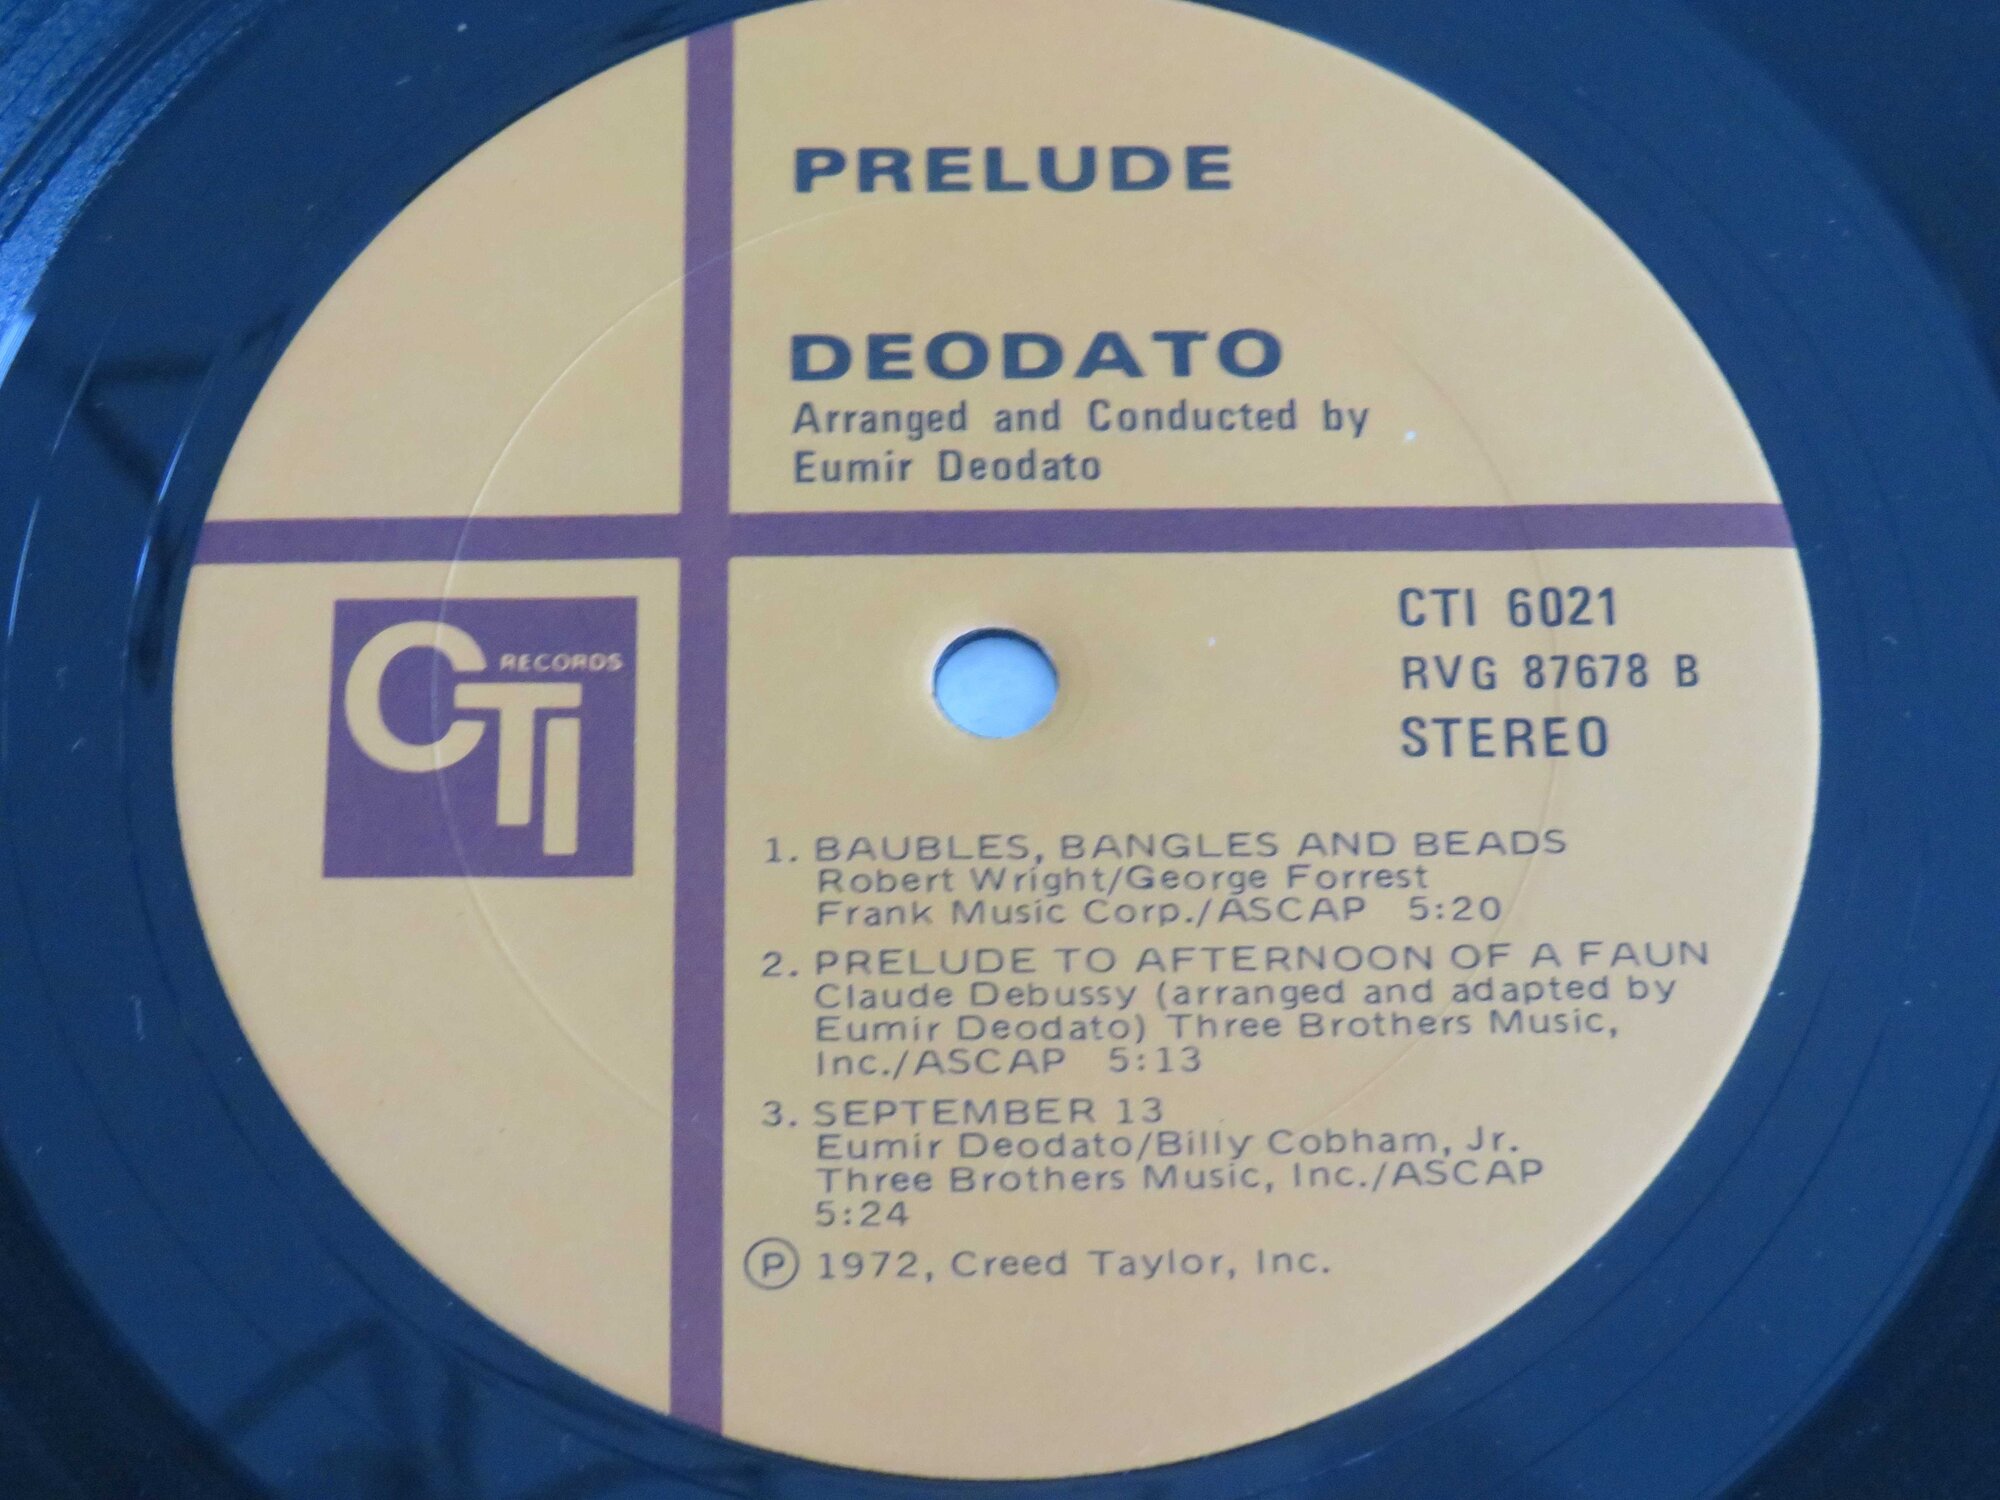 PRELUDE
DEODATO
Arranged and Conducted by
Eumir Deodato
CTI RECORDS
CTI 6021
RVG 87678 B
STEREO
1. BAUBLES, BANGLES AND BEADS
Robert Wright/George Forrest
Frank Music Corp./ASCAP 5:20
2. PRELUDE TO AFTERNOON OF A FAUN
Claude Debussy (arranged and adapted by
Eumir Deodato) Three Brothers Music,
Inc./ASCAP 5:13
3. SEPTEMBER 13
Eumir Deodato/Billy Cobham, Jr.
Three Brothers Music, Inc./ASCAP
5:24
Ⓟ 1972, Creed Taylor, Inc.